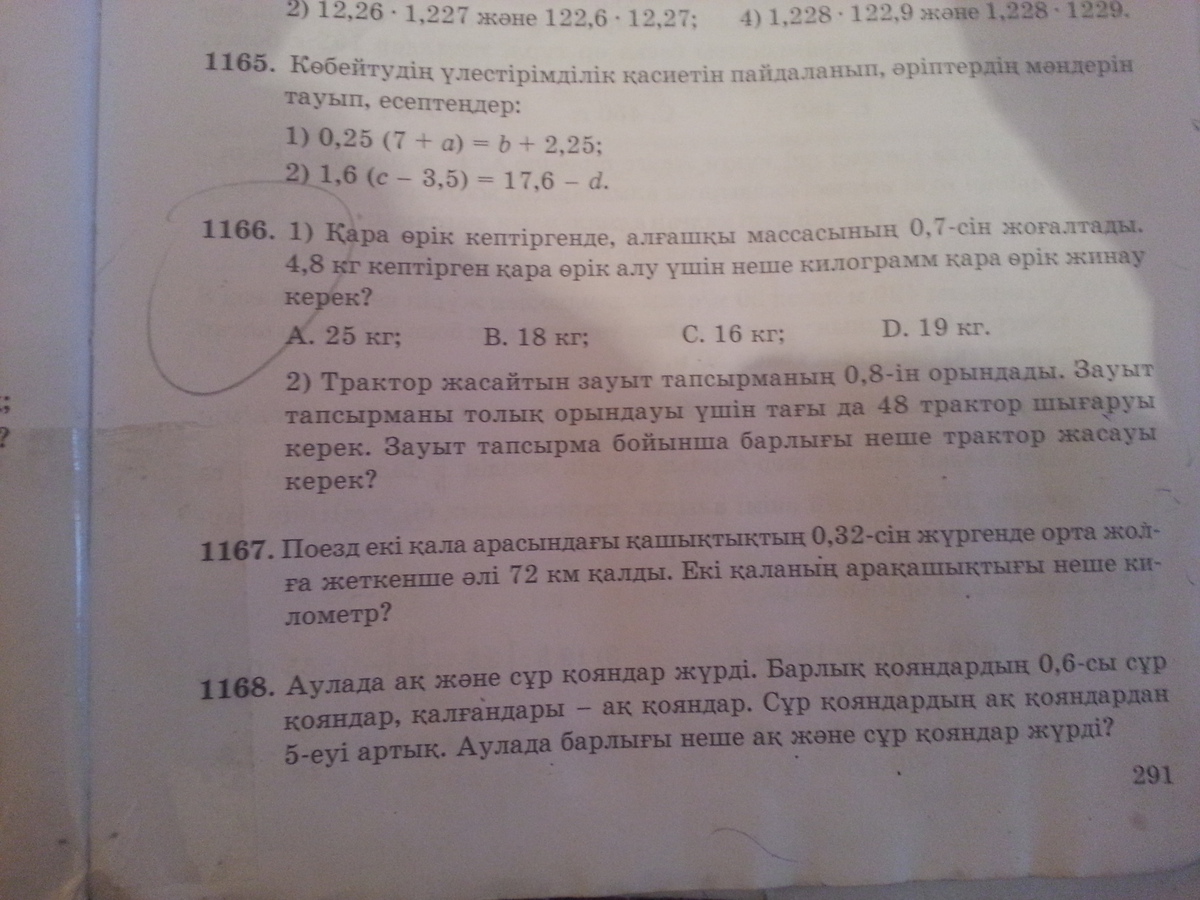 2) 12,26 · 1,227 және 122,6 · 12,27; 4) 1,228 · 122,9 және 1,228 · 1229.
1165. Көбейтудің үлестірімділік қасиетін пайдаланып, әріптердің мәндерін
тауып, есептеңдер:
1) 0,25 (7 + a) = b + 2,25;
2) 1,6 (c – 3,5) = 17,6 – d.
1166. 1) Қара өрік кептіргенде, алғашқы массасының 0,7-сін жоғалтады.
4,8 кг кептірген қара өрік алу үшін неше килограмм қара өрік жинау
керек?
A. 25 кг; B. 18 кг; C. 16 кг; D. 19 кг.
2) Трактор жасайтын зауыт тапсырманың 0,8-ін орындады. Зауыт
тапсырманы толық орындауы үшін тағы да 48 трактор шығаруы
керек. Зауыт тапсырма бойынша барлығы неше трактор жасауы
керек?
;
?
1167. Поезд екі қала арасындағы қашықтықтың 0,32-сін жүргенде орта жол-
ға жеткенше әлі 72 км қалды. Екі қаланың арақашықтығы неше ки-
лометр?
1168. Аулада ақ және сұр қояндар жүрді. Барлық қояндардың 0,6-сы сұр
қояндар, қалғандары – ақ қояндар. Сұр қояндардың ақ қояндардан
5-еуі артық. Аулада барлығы неше ақ және сұр қояндар жүрді?
291